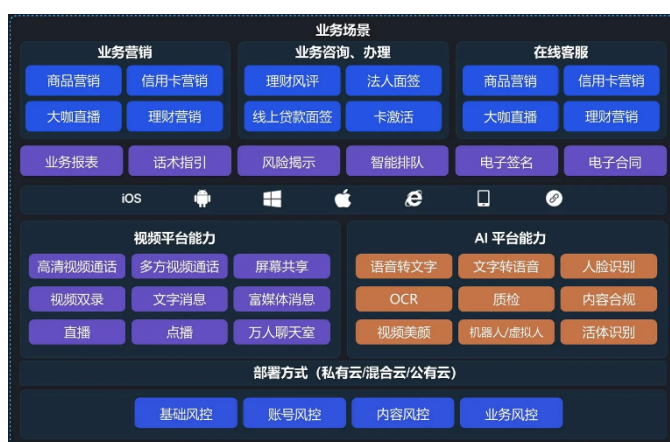 业务场景
业务营销 业务咨询、办理 在线客服
商品营销 信用卡营销 理财风评 法人面签 商品营销 信用卡营销
大咖直播 理财营销 线上贷款面签 卡激活 大咖直播 理财营销
业务报表 话术指引 风险揭示 智能排队 电子签名 电子合同
iOS
视频平台能力 AI 平台能力
高清视频通话 多方视频通话 屏幕共享 语音转文字 文字转语音 人脸识别
视频双录 文字消息 富媒体消息 OCR 质检 内容合规
直播 点播 万人聊天室 视频美颜 机器人/虚拟人 活体识别
部署方式（私有云/混合云/公有云）
基础风控 账号风控 内容风控 业务风控